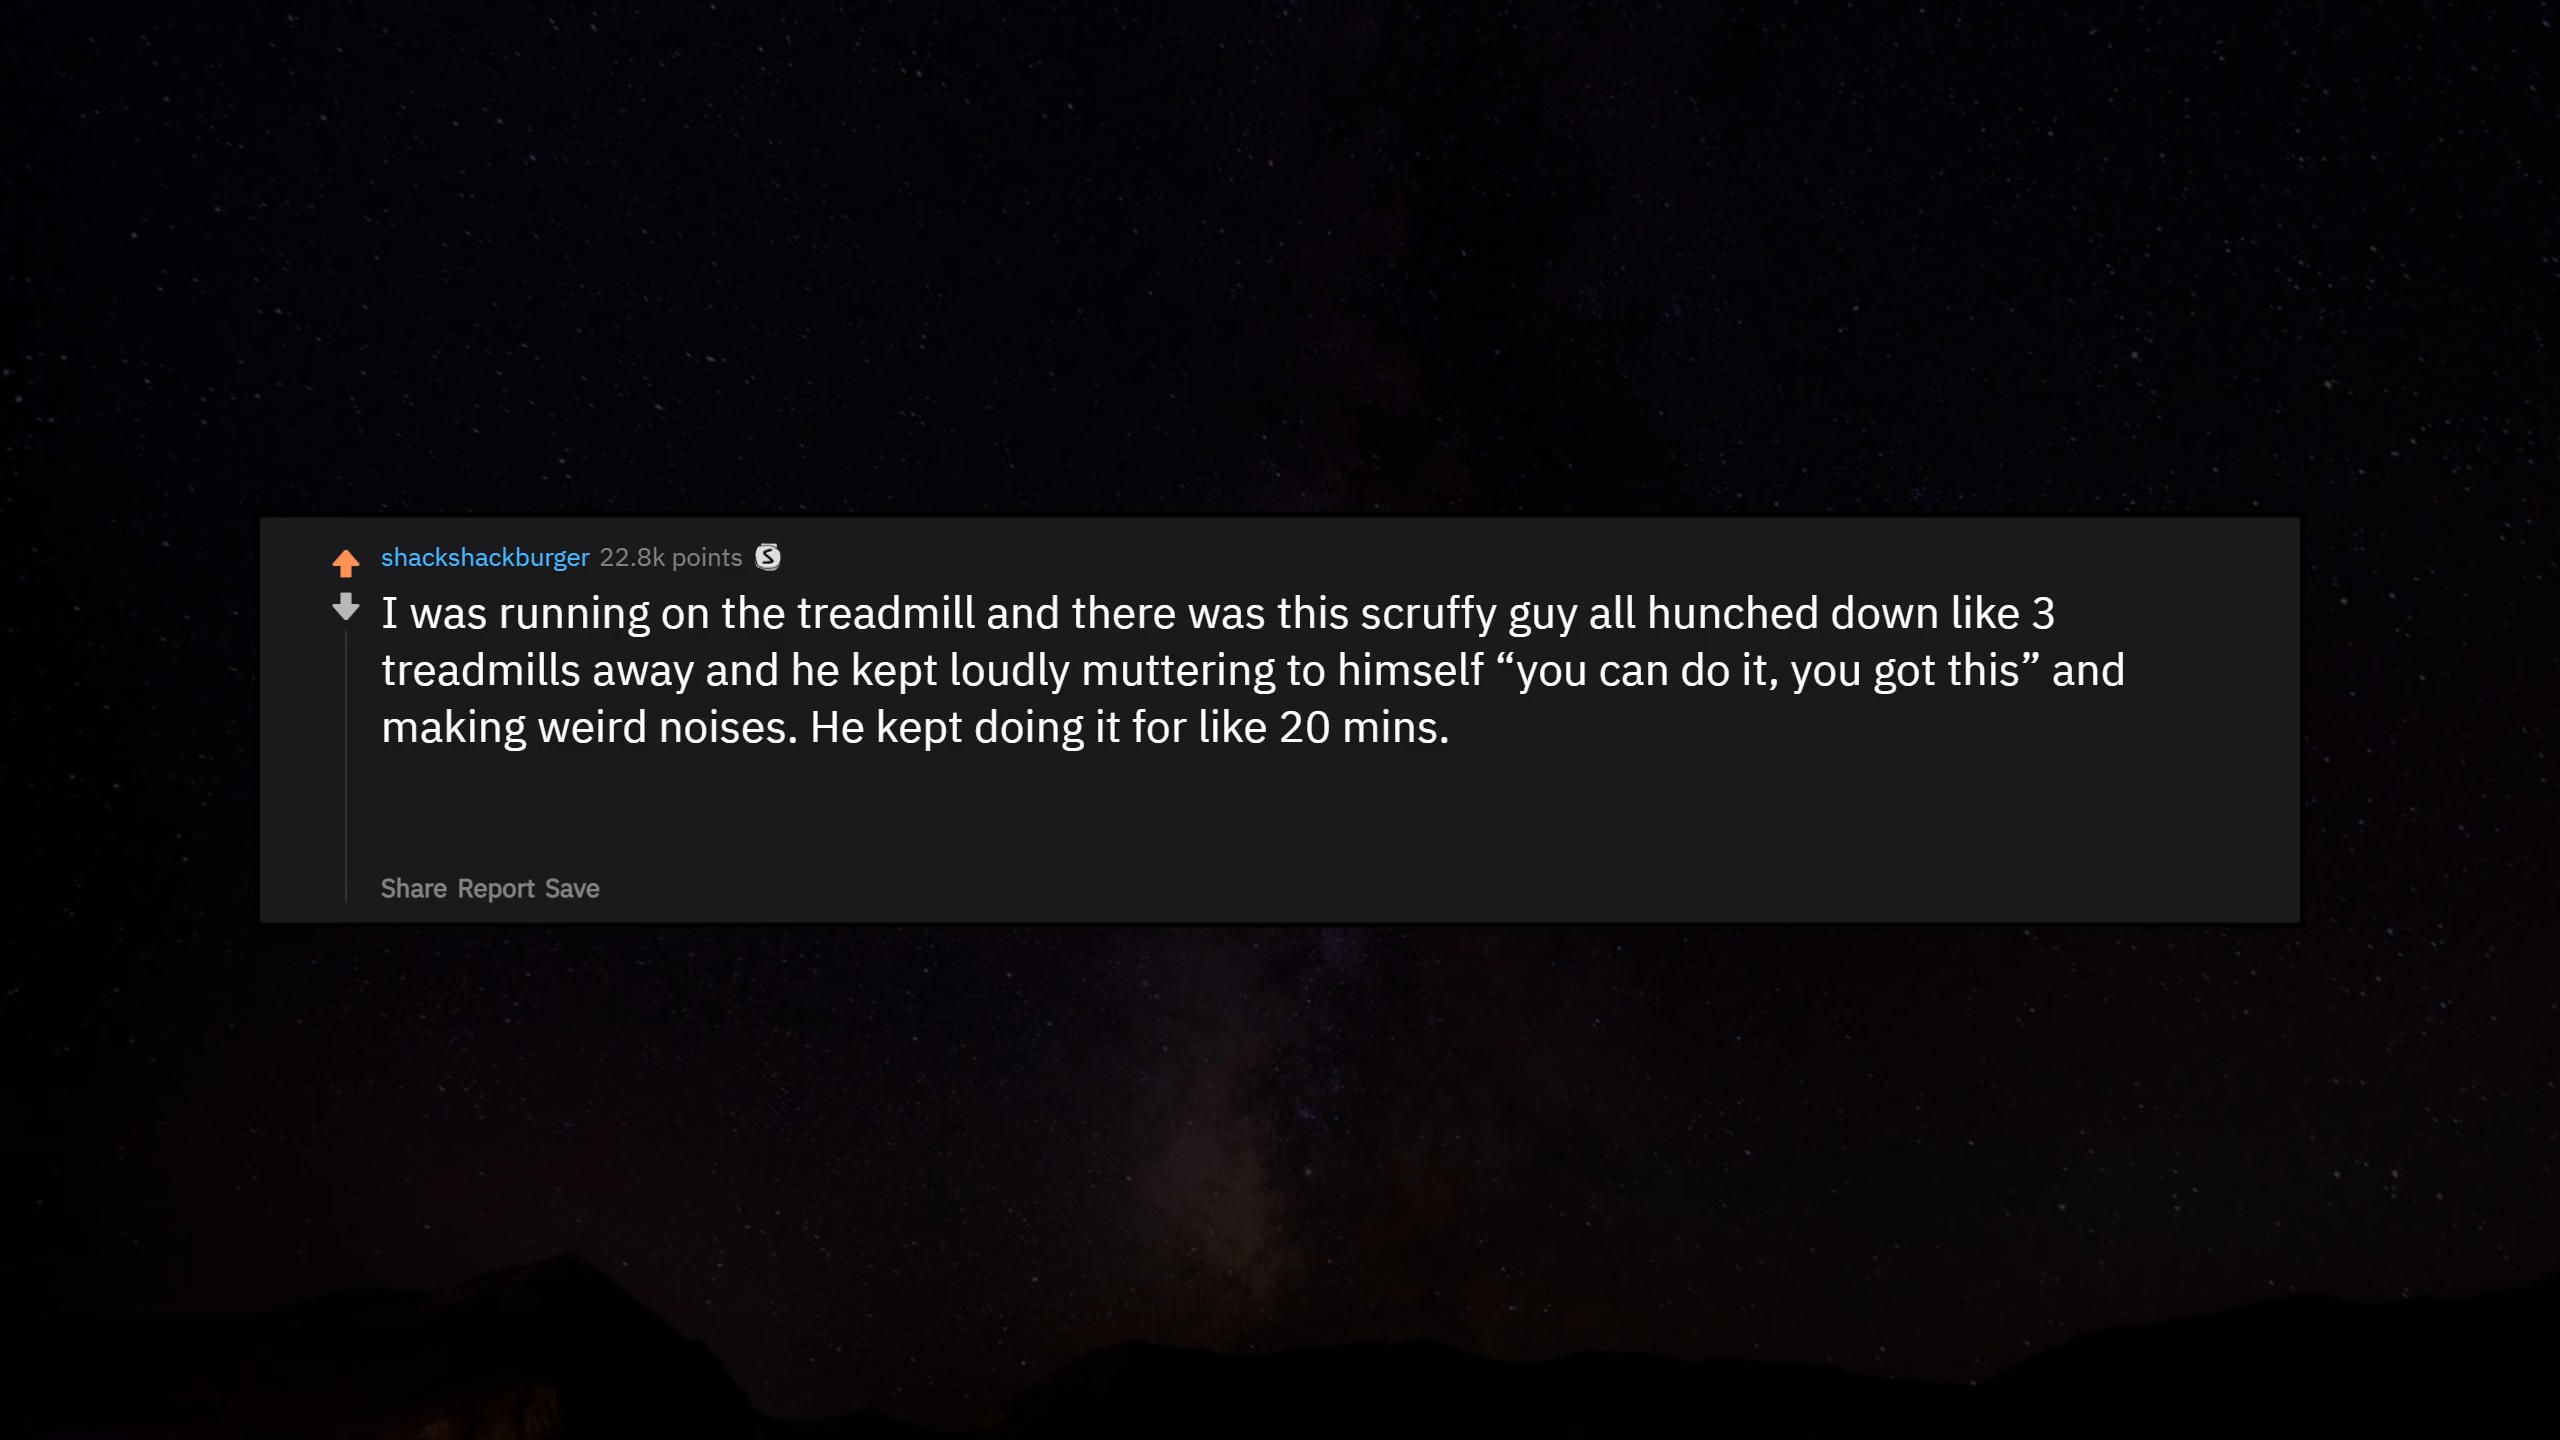 shackshackburger 22.8k points S
I was running on the treadmill and there was this scruffy guy all hunched down like 3
treadmills away and he kept loudly muttering to himself “you can do it, you got this” and
making weird noises. He kept doing it for like 20 mins.
Share Report Save